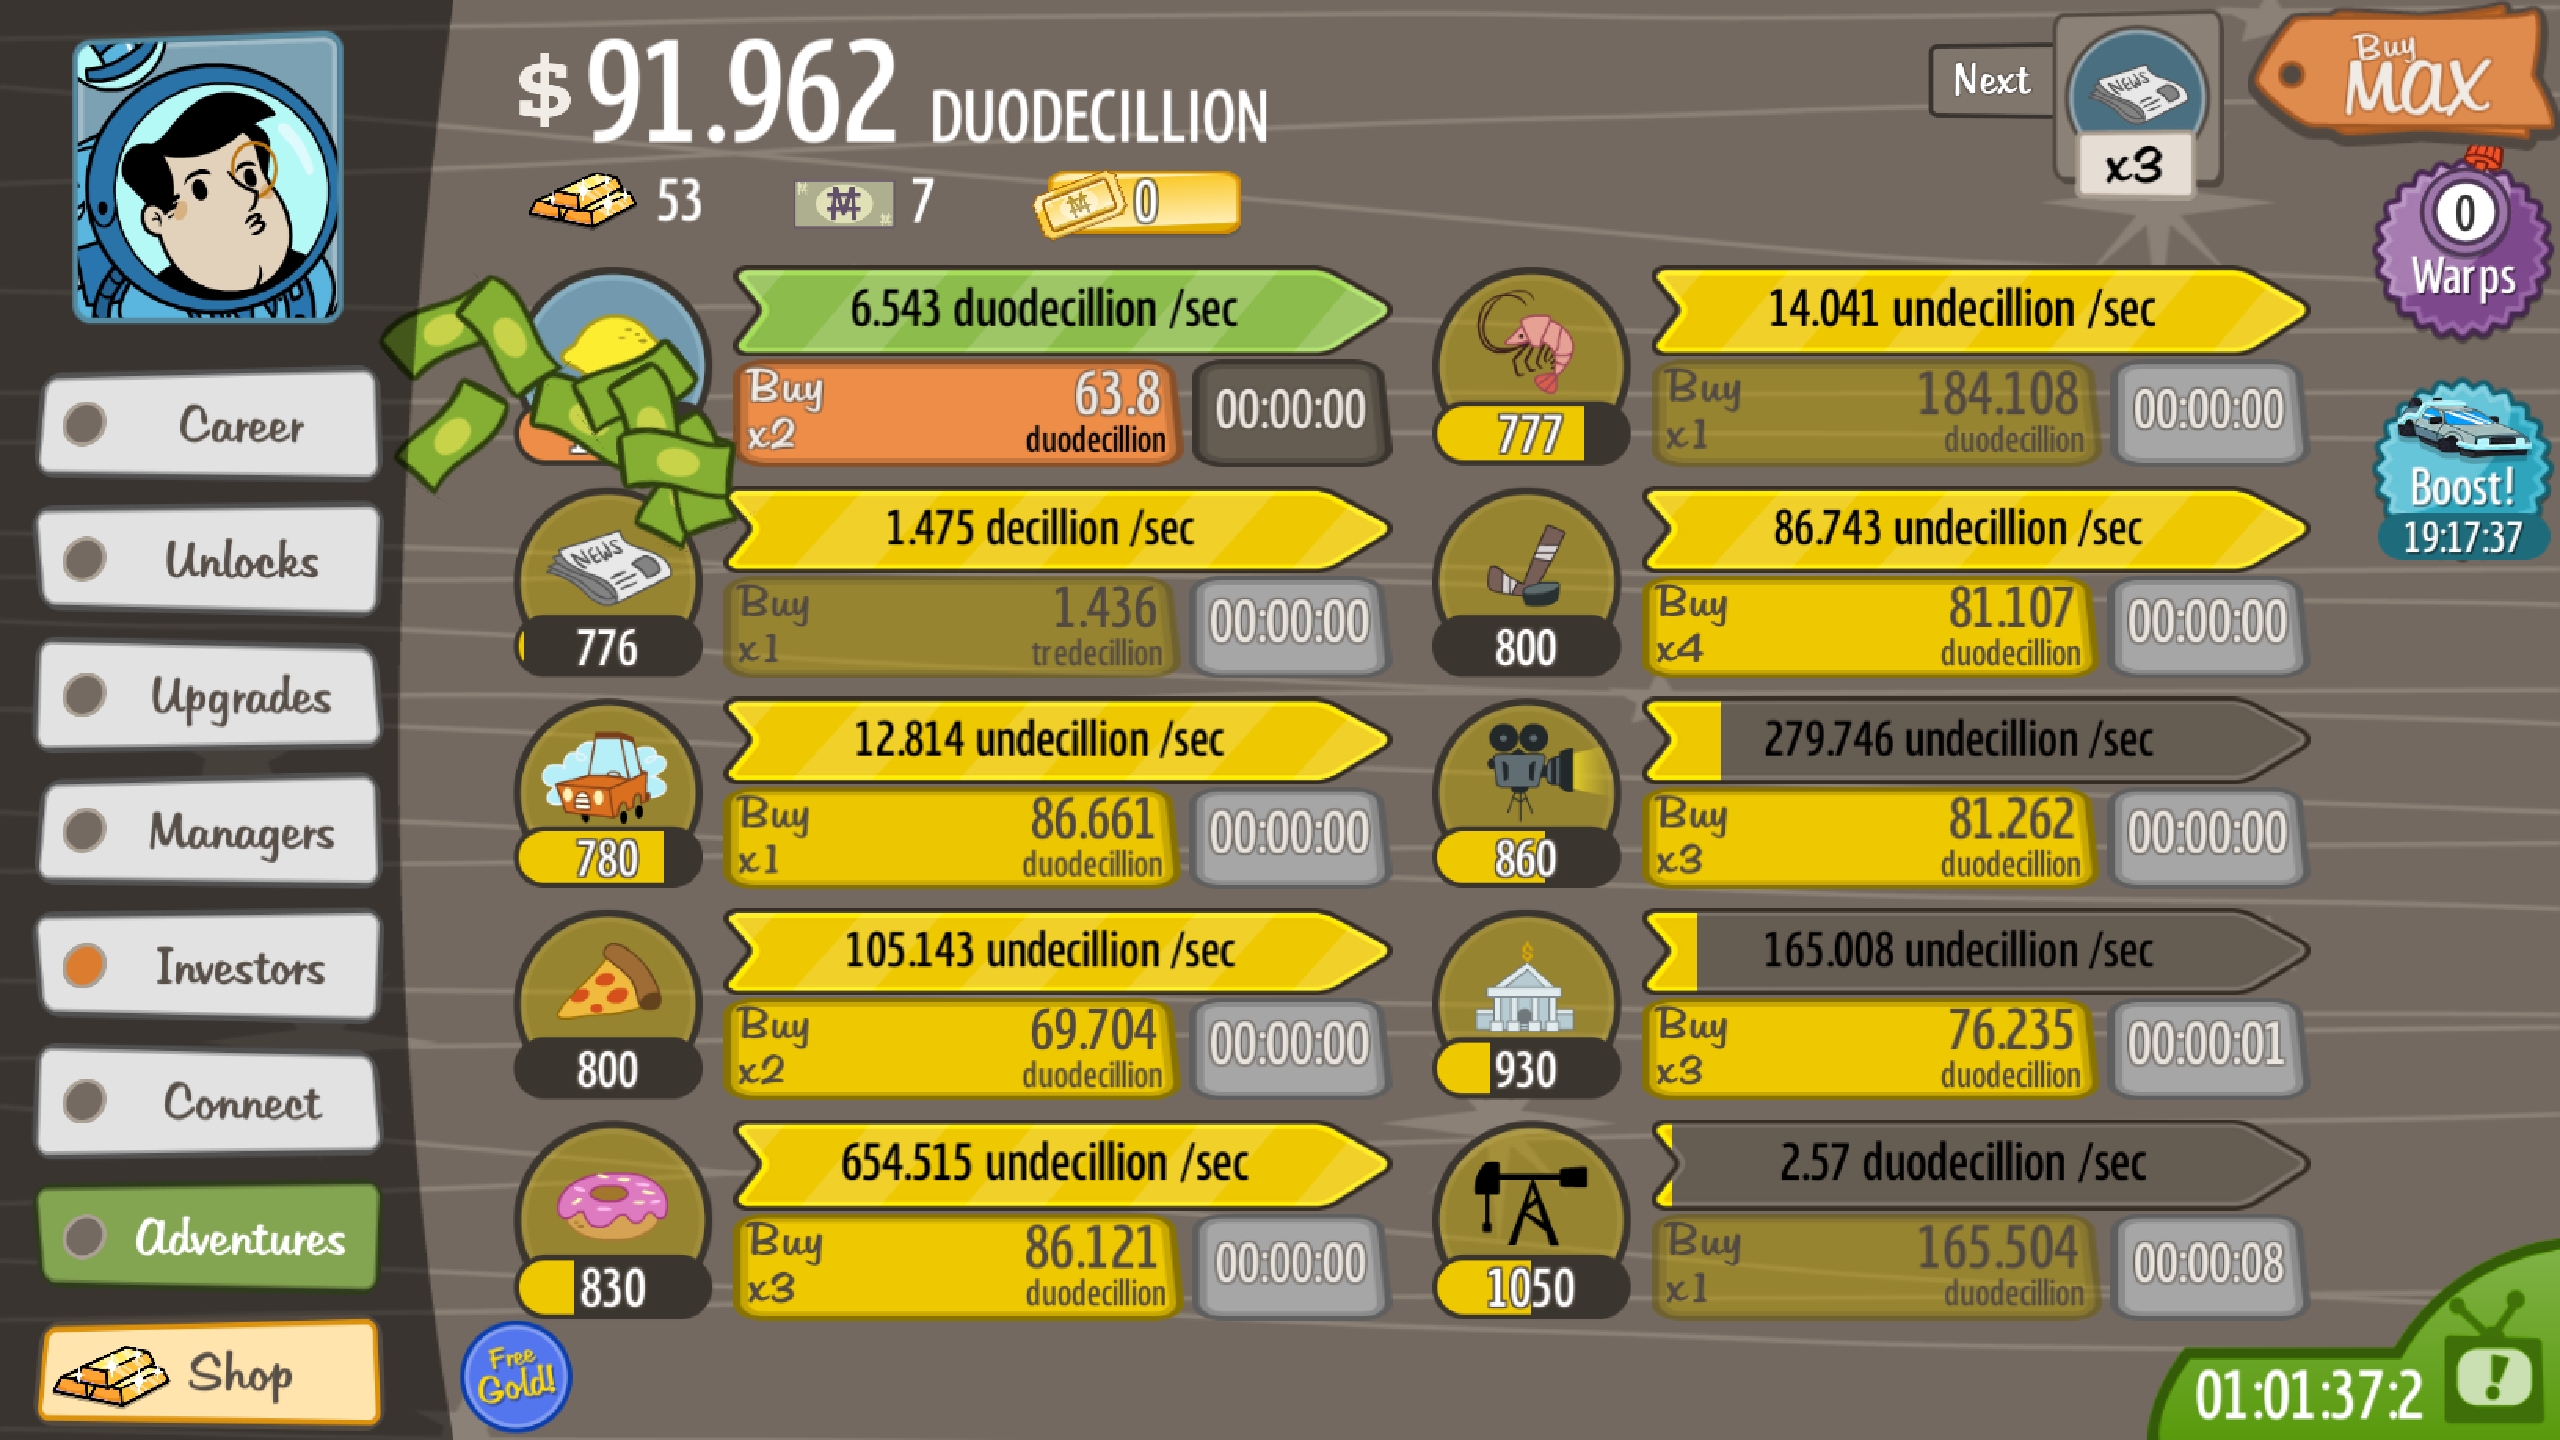 $91.962 DUODECILLION
53
7
0
Next
NEWS
x3
Buy
MAX
0
Warps
Boost!
19:17:37
Career
Unlocks
Upgrades
Managers
Investors
Connect
Adventures
Shop
6.543 duodecillion /sec
Buy
x2
63.8
duodecillion
00:00:00
NEWS
776
1.475 decillion /sec
Buy
x1
1.436
tredecillion
00:00:00
780
12.814 undecillion /sec
Buy
x1
86.661
duodecillion
00:00:00
800
105.143 undecillion /sec
Buy
x2
69.704
duodecillion
00:00:00
830
654.515 undecillion /sec
Buy
x3
86.121
duodecillion
00:00:00
777
14.041 undecillion /sec
Buy
x1
184.108
duodecillion
00:00:00
800
86.743 undecillion /sec
Buy
x4
81.107
duodecillion
00:00:00
860
279.746 undecillion /sec
Buy
x3
81.262
duodecillion
00:00:00
930
165.008 undecillion /sec
Buy
x3
76.235
duodecillion
00:00:01
1050
2.57 duodecillion /sec
Buy
x1
165.504
duodecillion
00:00:08
Free
Gold!
01:01:37:2
!